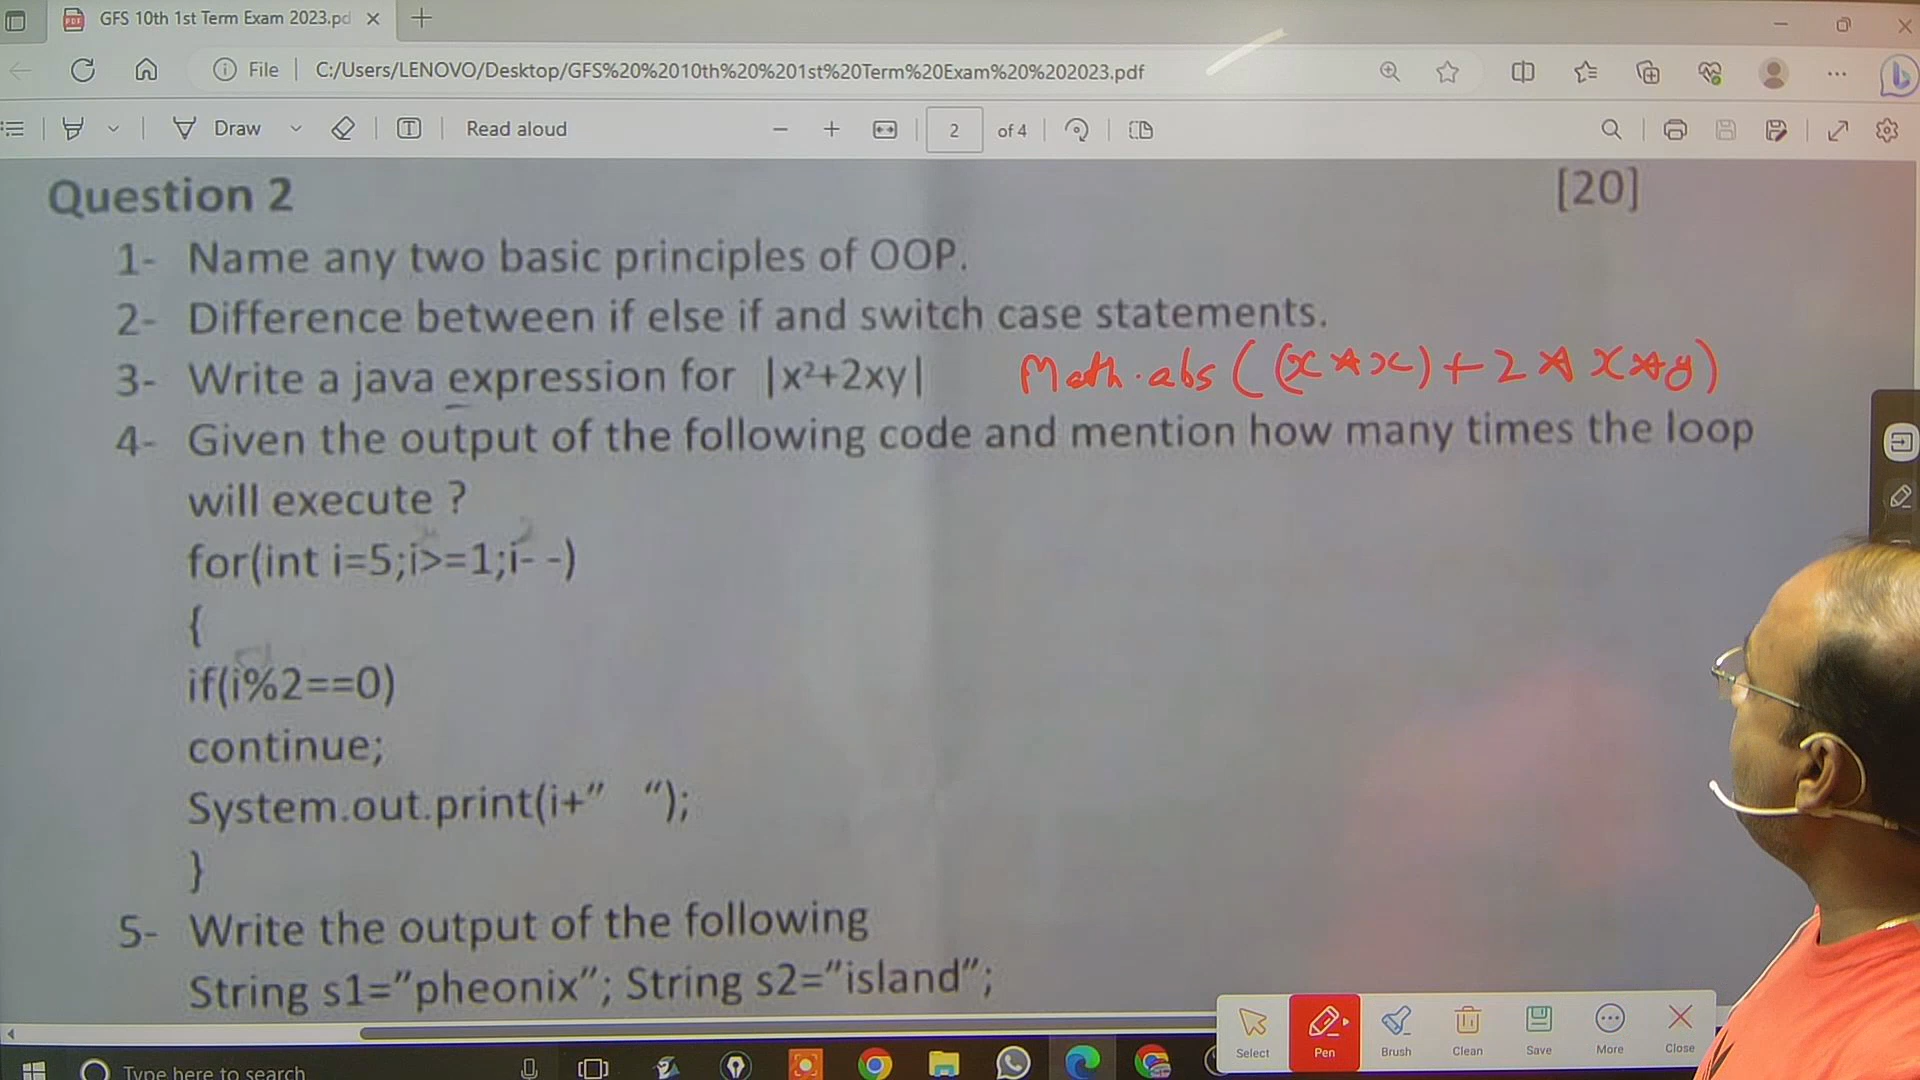 GFS 10th 1st Term Exam 2023.pd
File C:/Users/LENOVO/Desktop/GFS%20%2010th%20%201st%20Term%20Exam%20%202023.pdf
Draw Read aloud 2 of 4
Question 2 [20]
1- Name any two basic principles of OOP.
2- Difference between if else if and switch case statements.
3- Write a java expression for |x²+2xy| Math.abs((x*x)+2*x*y)
4- Given the output of the following code and mention how many times the loop
will execute ?
for(int i=5;i>=1;i- -)
{
if(i%2==0)
continue;
System.out.print(i+” “);
}
5- Write the output of the following
String s1=”pheonix”; String s2=”island”;
Select Pen Brush Clean Save More Close
Type here to search